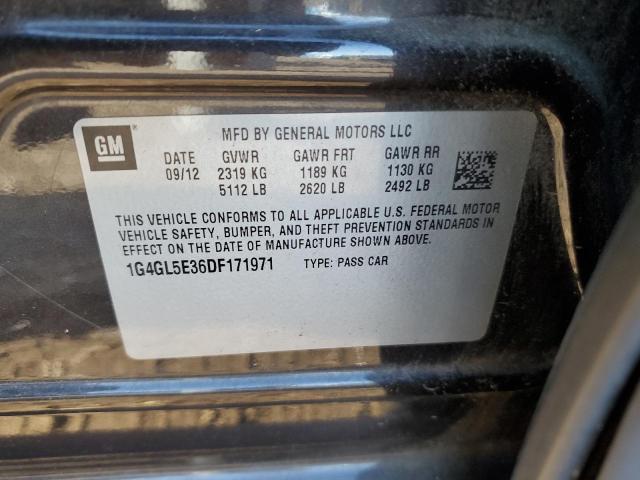 GM
MFD BY GENERAL MOTORS LLC
DATE GVWR GAWR FRT GAWR RR
09/12 2319 KG 1189 KG 1130 KG
5112 LB 2620 LB 2492 LB
THIS VEHICLE CONFORMS TO ALL APPLICABLE U.S. FEDERAL MOTOR
VEHICLE SAFETY, BUMPER, AND THEFT PREVENTION STANDARDS IN
EFFECT ON THE DATE OF MANUFACTURE SHOWN ABOVE.
1G4GL5E36DF171971 TYPE: PASS CAR